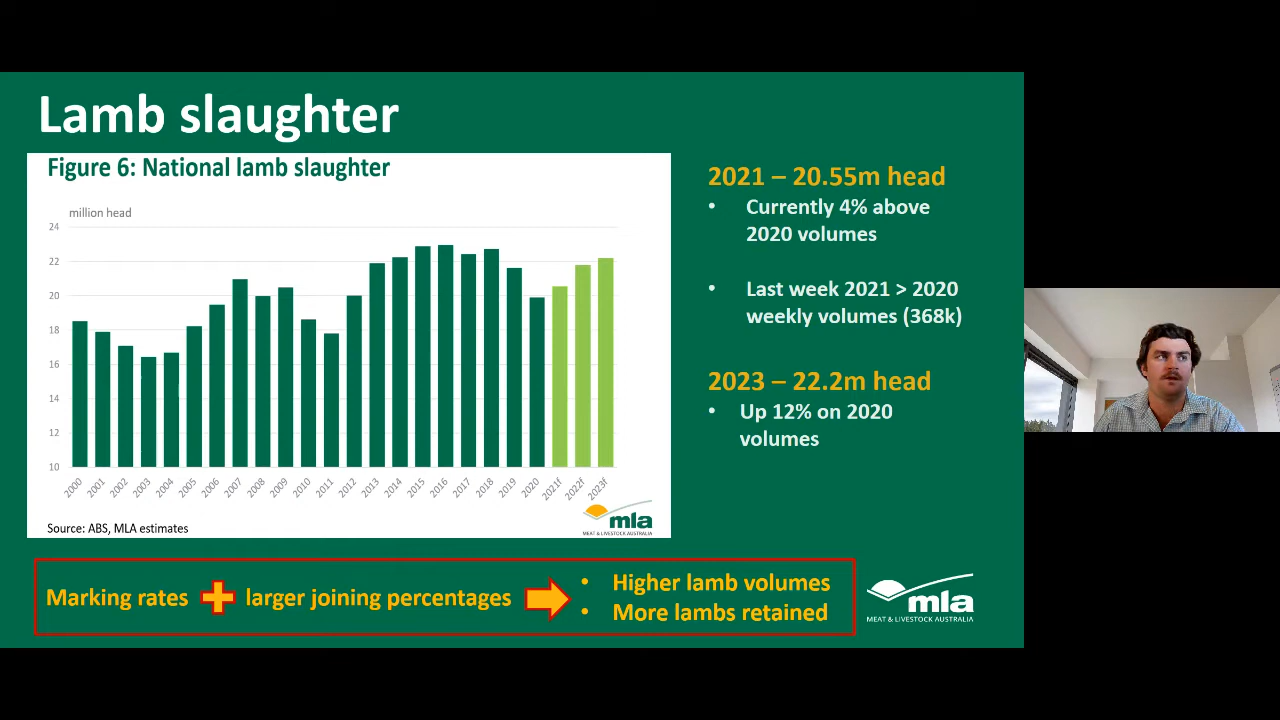 Lamb slaughter
Figure 6: National lamb slaughter
million head
24
22
20
18
16
14
12
10
2000
2001
2002
2003
2004
2005
2006
2007
2008
2009
2010
2011
2012
2013
2014
2015
2016
2017
2018
2019
2020
2021f
2022f
2023f
Source: ABS, MLA estimates
mla
MEAT & LIVESTOCK AUSTRALIA
2021 – 20.55m head
• Currently 4% above
2020 volumes
• Last week 2021 > 2020
weekly volumes (368k)
2023 – 22.2m head
• Up 12% on 2020
volumes
Marking rates + larger joining percentages
• Higher lamb volumes
• More lambs retained
mla
MEAT & LIVESTOCK AUSTRALIA